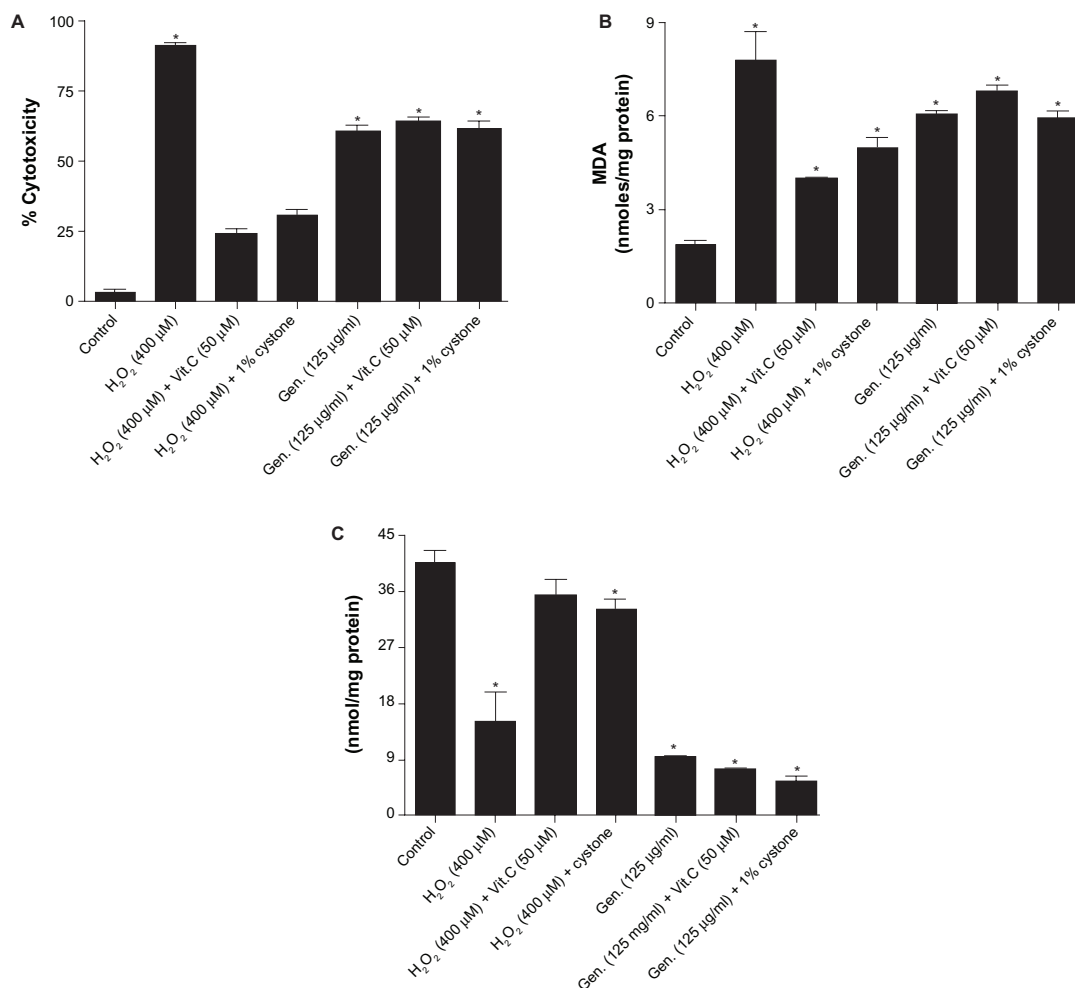 A
% Cytotoxicity
100
75
50
25
0
*
*
*
*
Control
H₂O₂ (400 µM)
H₂O₂ (400 µM) + Vit.C (50 µM)
H₂O₂ (400 µM) + 1% cystone
Gen. (125 µg/ml)
Gen. (125 µg/ml) + Vit.C (50 µM)
Gen. (125 µg/ml) + 1% cystone
B
MDA
(nmoles/mg protein)
9
6
3
0
*
*
*
*
*
*
Control
H₂O₂ (400 µM)
H₂O₂ (400 µM) + Vit.C (50 µM)
H₂O₂ (400 µM) + 1% cystone
Gen. (125 µg/ml)
Gen. (125 µg/ml) + Vit.C (50 µM)
Gen. (125 µg/ml) + 1% cystone
C
(nmol/mg protein)
45
36
27
18
9
0
*
*
*
*
*
Control
H₂O₂ (400 µM)
H₂O₂ (400 µM) + Vit.C (50 µM)
H₂O₂ (400 µM) + cystone
Gen. (125 µg/ml)
Gen. (125 mg/ml) + Vit.C (50 µM)
Gen. (125 µg/ml) + 1% cystone